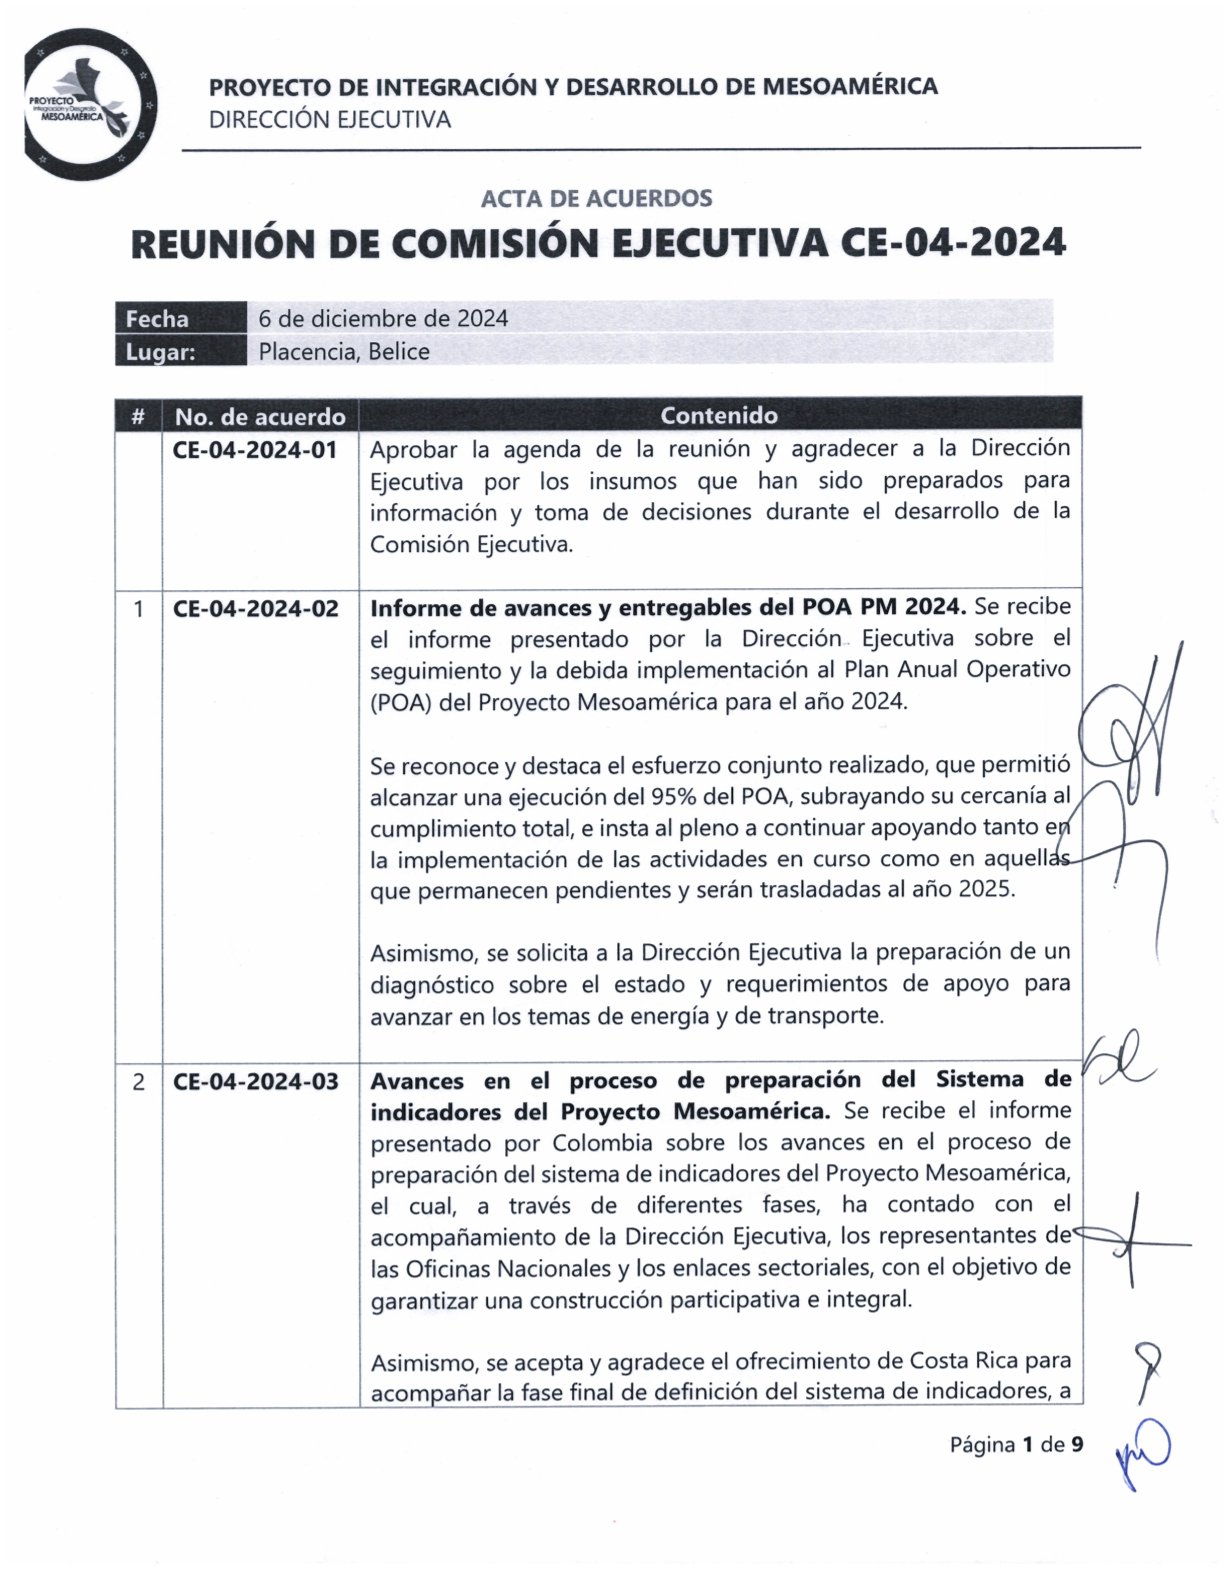 PROYECTO
Integración y Desarrollo
MESOAMÉRICA
PROYECTO DE INTEGRACIÓN Y DESARROLLO DE MESOAMÉRICA
DIRECCIÓN EJECUTIVA
ACTA DE ACUERDOS
REUNIÓN DE COMISIÓN EJECUTIVA CE-04-2024
Fecha 6 de diciembre de 2024
Lugar: Placencia, Belice
# No. de acuerdo Contenido
CE-04-2024-01 Aprobar la agenda de la reunión y agradecer a la Dirección
Ejecutiva por los insumos que han sido preparados para
información y toma de decisiones durante el desarrollo de la
Comisión Ejecutiva.
1 CE-04-2024-02 Informe de avances y entregables del POA PM 2024. Se recibe
el informe presentado por la Dirección Ejecutiva sobre el
seguimiento y la debida implementación al Plan Anual Operativo
(POA) del Proyecto Mesoamérica para el año 2024.
Se reconoce y destaca el esfuerzo conjunto realizado, que permitió
alcanzar una ejecución del 95% del POA, subrayando su cercanía al
cumplimiento total, e insta al pleno a continuar apoyando tanto en
la implementación de las actividades en curso como en aquellas
que permanecen pendientes y serán trasladadas al año 2025.
Asimismo, se solicita a la Dirección Ejecutiva la preparación de un
diagnóstico sobre el estado y requerimientos de apoyo para
avanzar en los temas de energía y de transporte.
2 CE-04-2024-03 Avances en el proceso de preparación del Sistema de
indicadores del Proyecto Mesoamérica. Se recibe el informe
presentado por Colombia sobre los avances en el proceso de
preparación del sistema de indicadores del Proyecto Mesoamérica,
el cual, a través de diferentes fases, ha contado con el
acompañamiento de la Dirección Ejecutiva, los representantes de
las Oficinas Nacionales y los enlaces sectoriales, con el objetivo de
garantizar una construcción participativa e integral.
Asimismo, se acepta y agradece el ofrecimiento de Costa Rica para
acompañar la fase final de definición del sistema de indicadores, a
Página 1 de 9